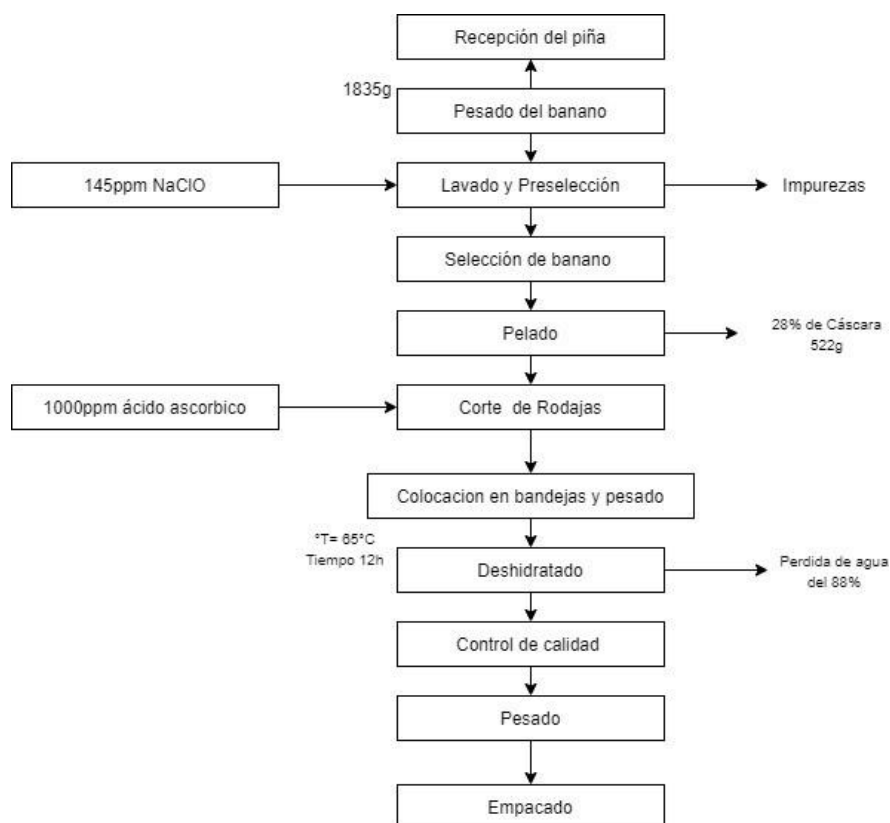 Recepción del piña
1835g
Pesado del banano
145ppm NaClO
Lavado y Preselección
Impurezas
Selección de banano
Pelado
28% de Cáscara
522g
1000ppm ácido ascorbico
Corte de Rodajas
Colocacion en bandejas y pesado
°T= 65°C
Tiempo 12h
Deshidratado
Perdida de agua
del 88%
Control de calidad
Pesado
Empacado